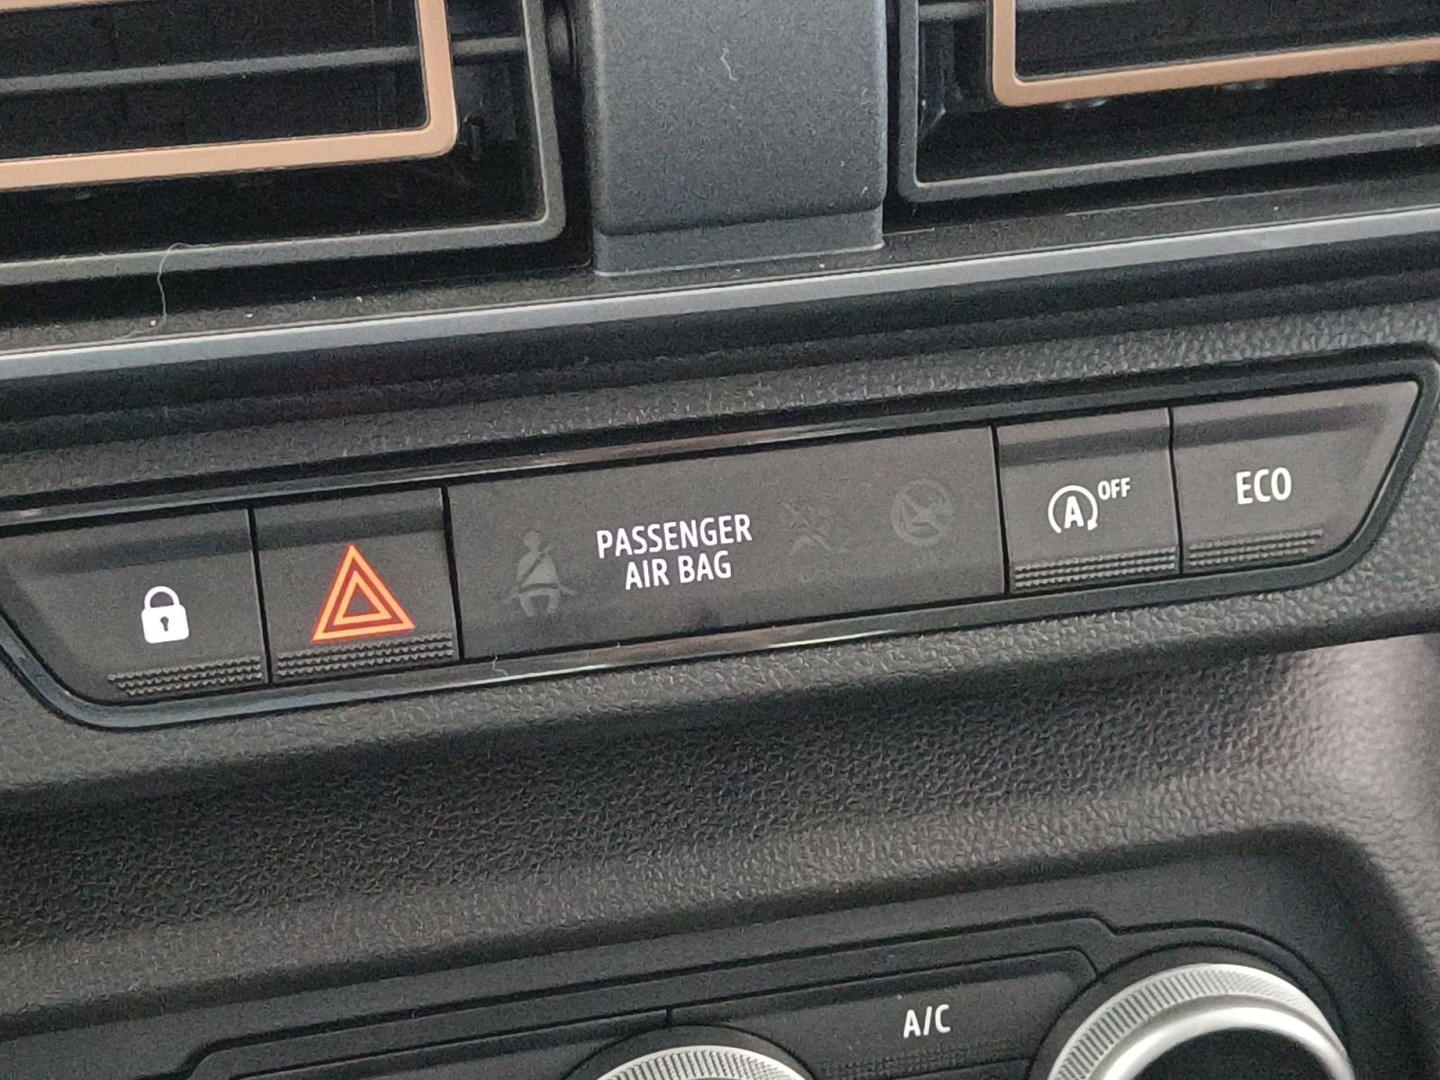 PASSENGER
AIR BAG
A OFF
ECO
A/C